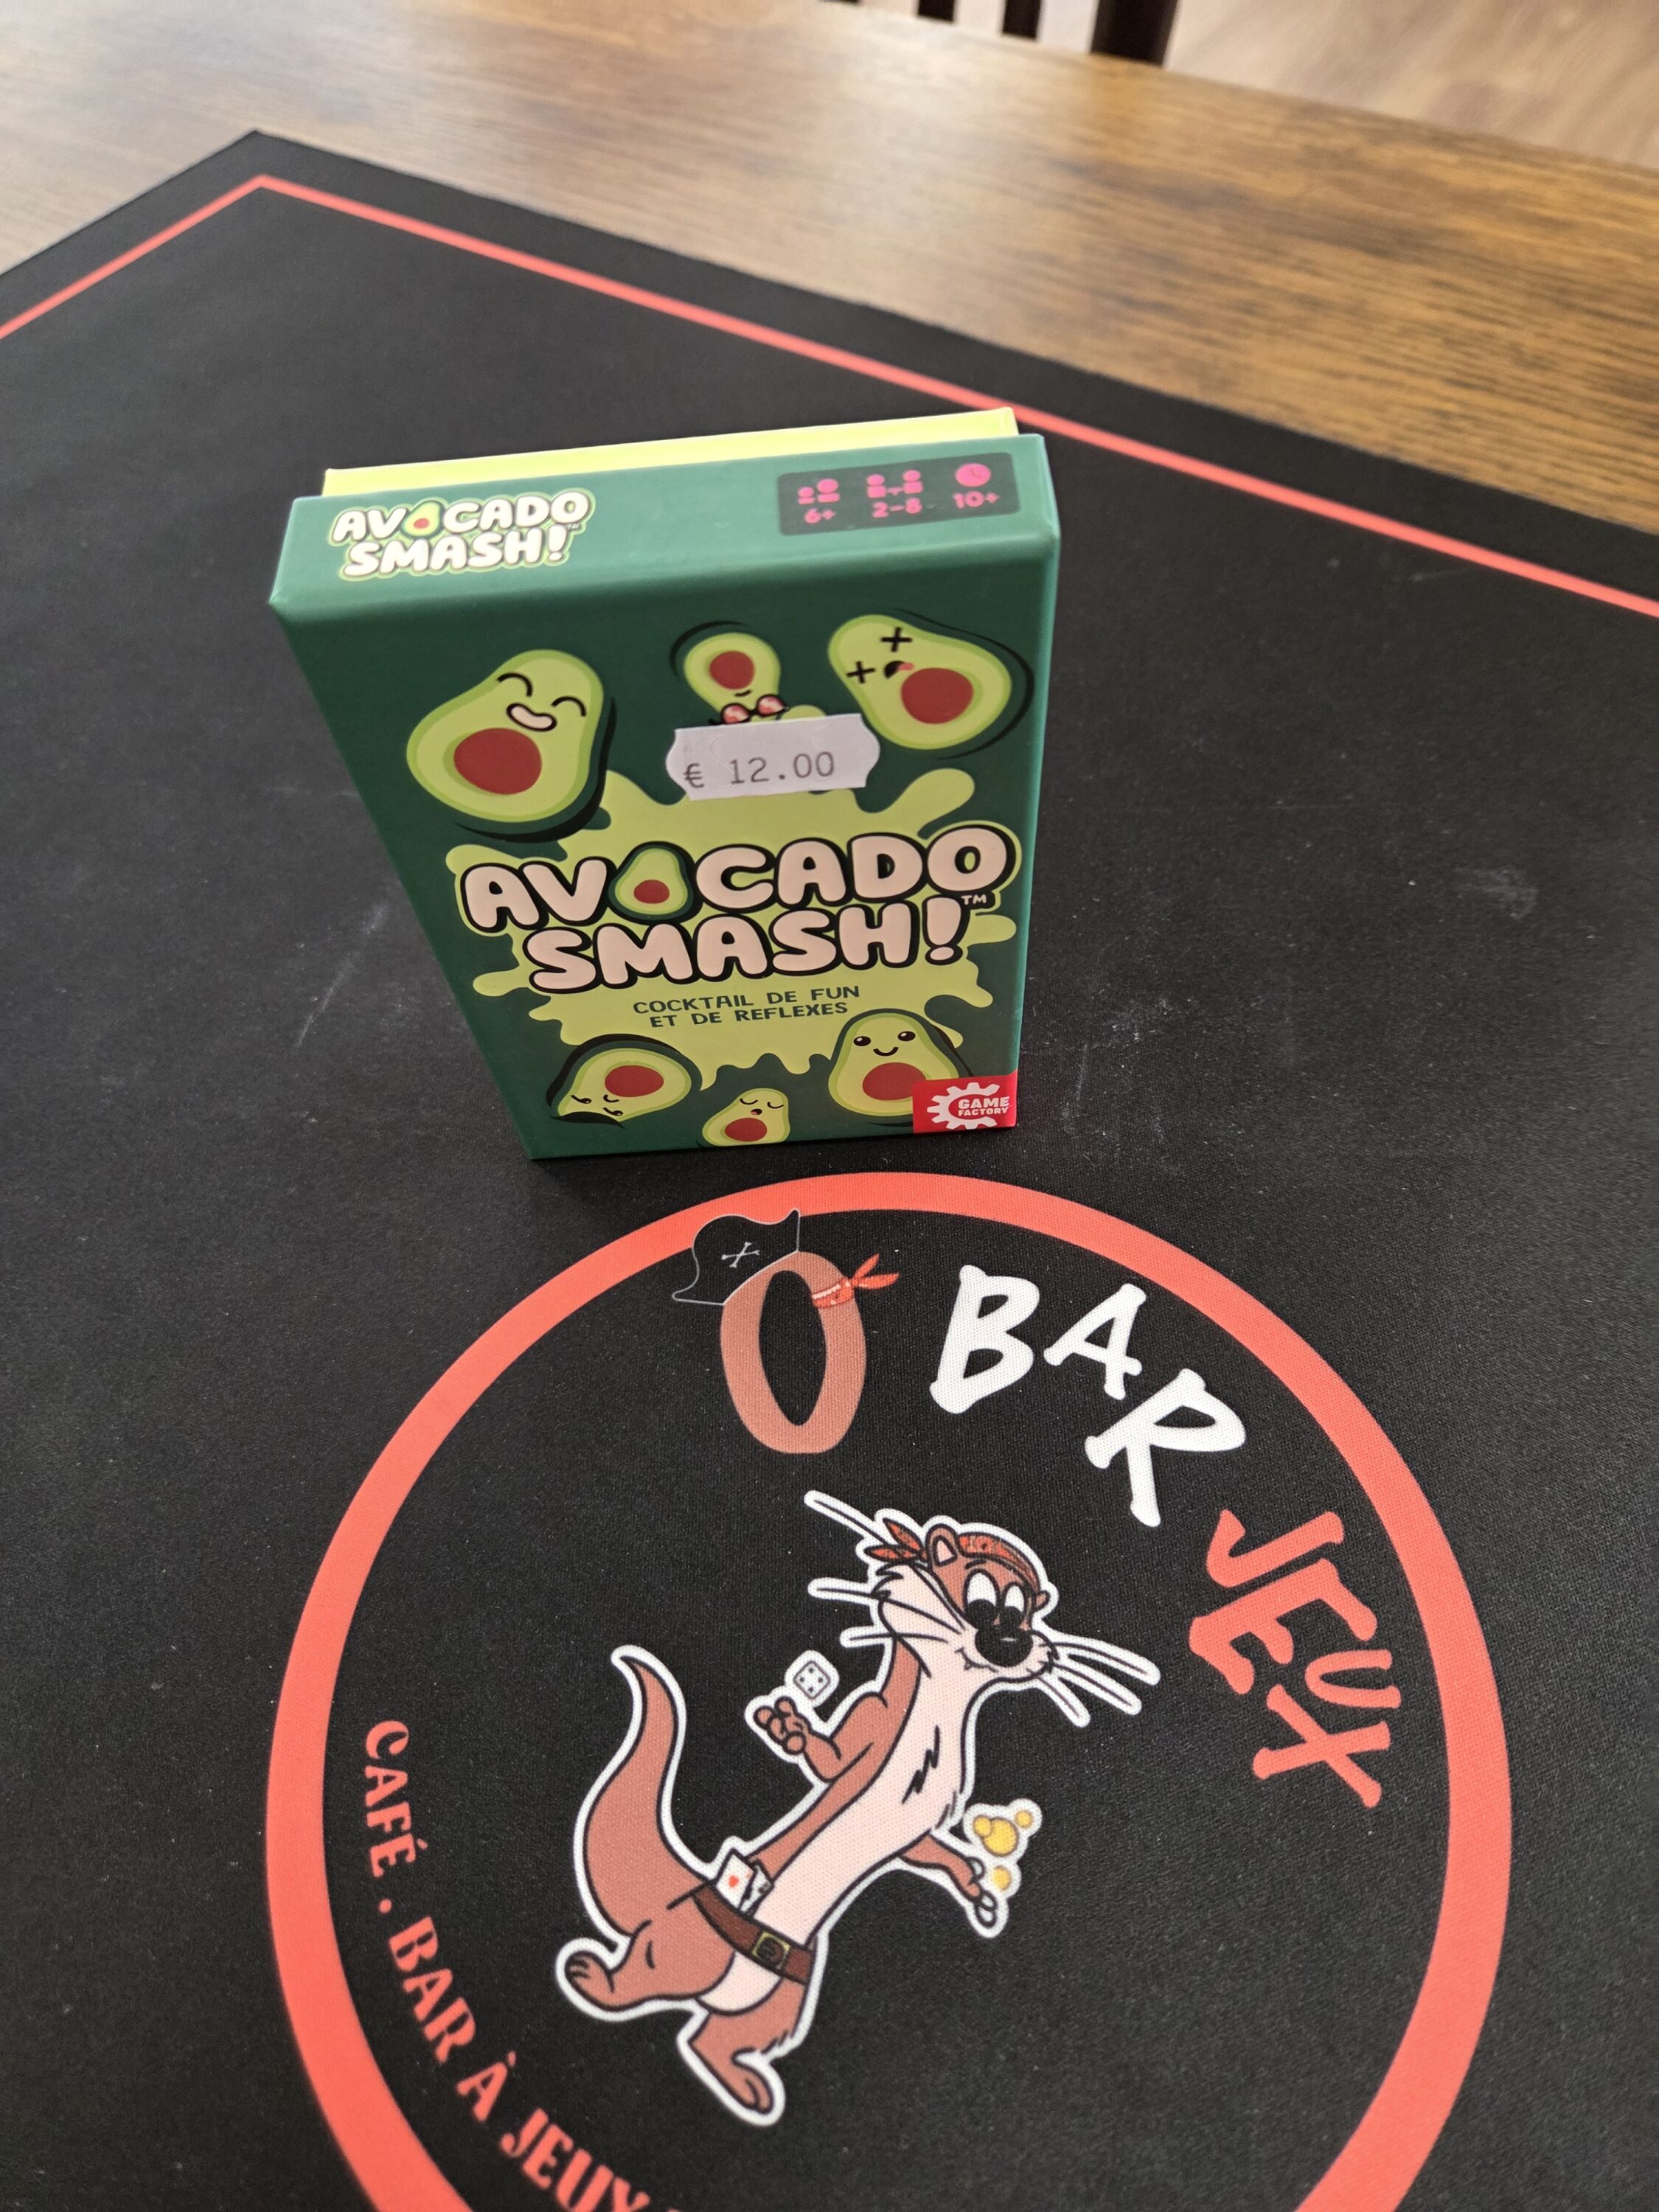 AVOCADO
SMASH!
6+ 2-8 10+
€ 12.00
AVOCADO
SMASH!™
COCKTAIL DE FUN
ET DE REFLEXES
GAME
FACTORY
O BAR JEUX
CAFÉ . BAR À JEUX